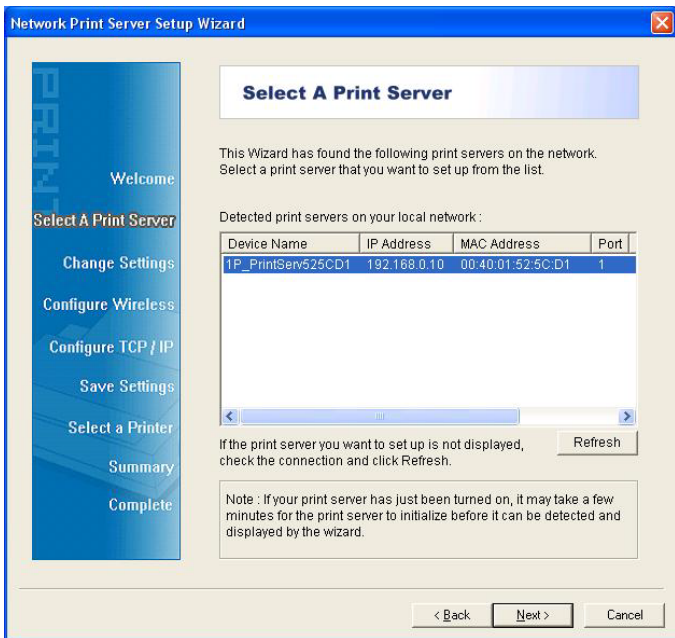 Network Print Server Setup Wizard
PRINT
Welcome
Select A Print Server
Change Settings
Configure Wireless
Configure TCP / IP
Save Settings
Select a Printer
Summary
Complete
Select A Print Server
This Wizard has found the following print servers on the network.
Select a print server that you want to set up from the list.
Detected print servers on your local network :
Device Name IP Address MAC Address Port
1P_PrintServ525CD1 192.168.0.10 00:40:01:52:5C:D1 1
If the print server you want to set up is not displayed,
check the connection and click Refresh.
Refresh
Note : If your print server has just been turned on, it may take a few
minutes for the print server to initialize before it can be detected and
displayed by the wizard.
< Back Next > Cancel